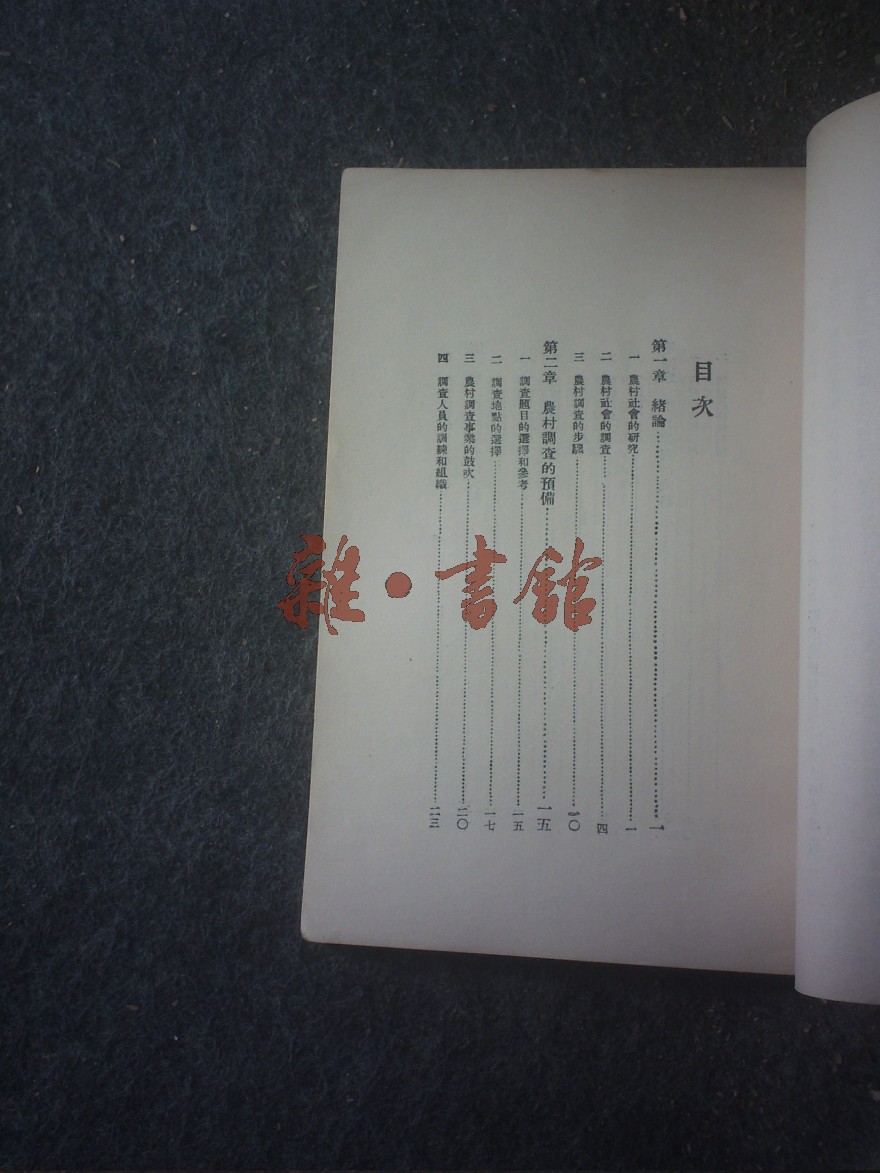 目次
第一章 緒論……一
一 農村社會的研究……一
二 農村社會的調查……四
三 農村調查的步驟……一〇
第二章 農村調查的預備……一五
一 調查題目的選擇和參考……一五
二 調查地點的選擇……一七
三 農村調查事業的鼓吹……二〇
四 調查人員的訓練和組織……二三
雜·書館